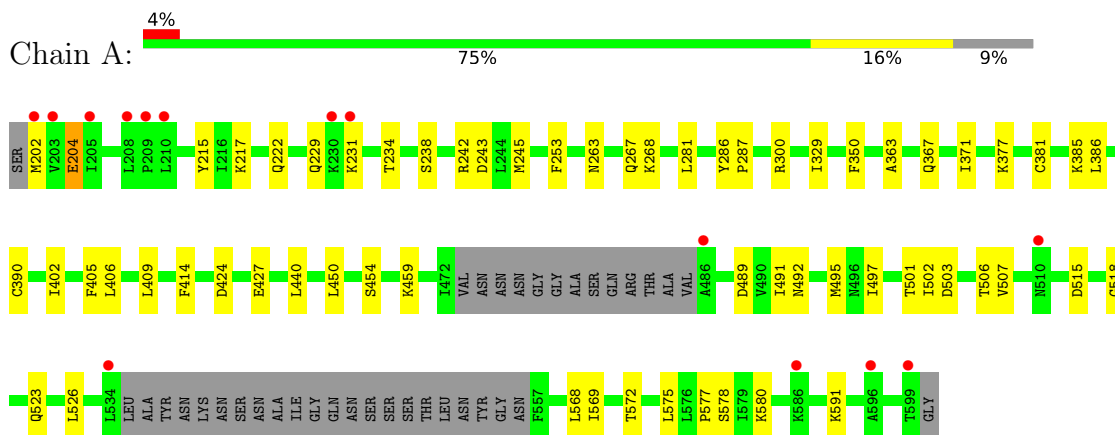 4%
Chain A:
75% 16% 9%
SER M202 V203 E204 I205 L208 P209 L210 Y215 I216 K217 Q222 Q229 K230 K231 T234 S238 R242 D243 L244 M245 F253 N263 Q267 K268 L281 Y286 P287 R300 I329 F350 A363 Q367 I371 K377 C381 K385 L386
C390 I402 F405 L406 L409 F414 D424 E427 L440 L450 S454 K459 I472 VAL ASN ASN ASN GLY GLY ALA SER GLN ARG THR ALA VAL A486 D489 V490 I491 N492 M495 N496 I497 T501 I502 D503 T506 V507 N510 D515 C518
Q523 L526 L534 LEU ALA TYR ASN LYS ASN SER ASN ALA ILE GLY GLN ASN SER SER SER THR LEU ASN TYR GLY ASN F557 L568 I569 T572 L575 L576 P577 S578 I579 K580 K586 K591 A596 T599 GLY